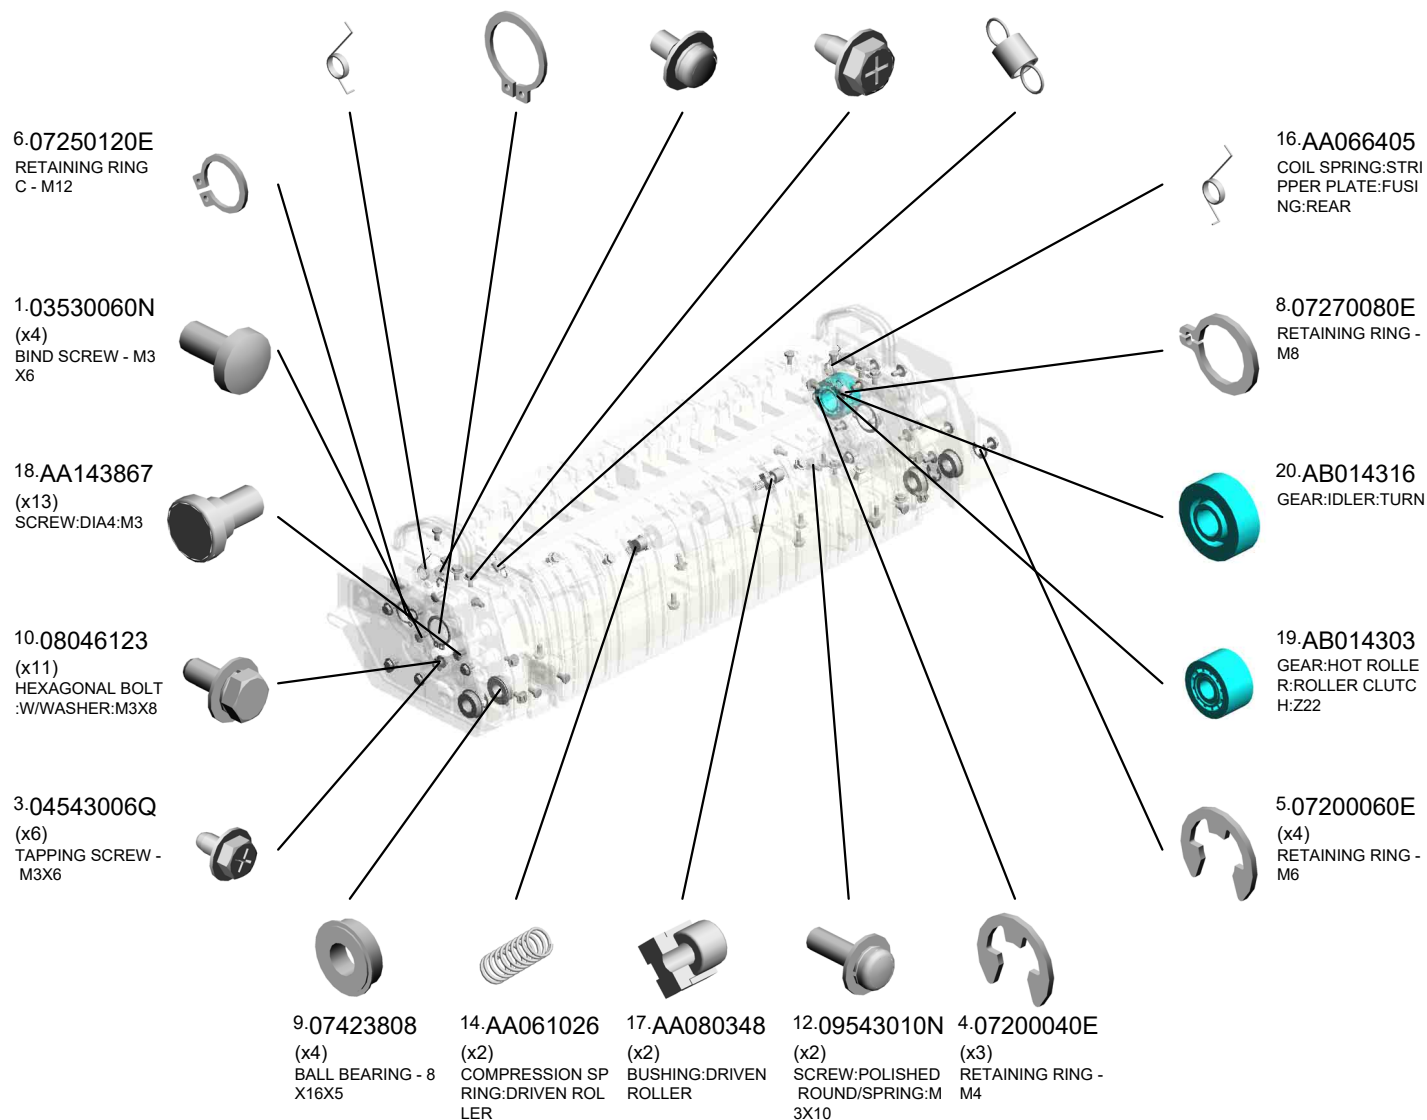 6.07250120E
RETAINING RING
C - M12
1.03530060N
(x4)
BIND SCREW - M3
X6
18.AA143867
(x13)
SCREW:DIA4:M3
10.08046123
(x11)
HEXAGONAL BOLT
:W/WASHER:M3X8
3.04543006Q
(x6)
TAPPING SCREW -
M3X6
16.AA066405
COIL SPRING:STRI
PPER PLATE:FUSI
NG:REAR
8.07270080E
RETAINING RING -
M8
20.AB014316
GEAR:IDLER:TURN
19.AB014303
GEAR:HOT ROLLE
R:ROLLER CLUTC
H:Z22
5.07200060E
(x4)
RETAINING RING -
M6
9.07423808
(x4)
BALL BEARING - 8
X16X5
14.AA061026
(x2)
COMPRESSION SP
RING:DRIVEN ROL
LER
17.AA080348
(x2)
BUSHING:DRIVEN
ROLLER
12.09543010N
(x2)
SCREW:POLISHED
ROUND/SPRING:M
3X10
4.07200040E
(x3)
RETAINING RING -
M4